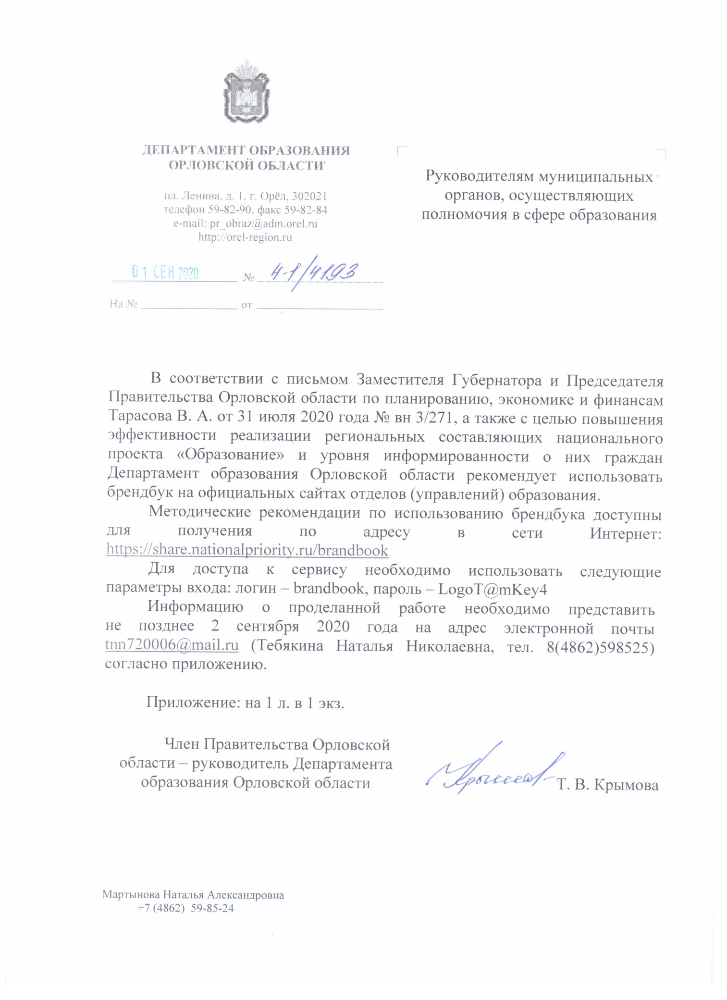 ДЕПАРТАМЕНТ ОБРАЗОВАНИЯ
ОРЛОВСКОЙ ОБЛАСТИ
пл. Ленина, д. 1, г. Орёл, 302021
телефон 59-82-90, факс 59-82-84
e-mail: pr_obraz@adm.orel.ru
http://orel-region.ru
01 СЕН 2020 № 4-1/4193
На № от
Руководителям муниципальных
органов, осуществляющих
полномочия в сфере образования
В соответствии с письмом Заместителя Губернатора и Председателя
Правительства Орловской области по планированию, экономике и финансам
Тарасова В. А. от 31 июля 2020 года № вн 3/271, а также с целью повышения
эффективности реализации региональных составляющих национального
проекта «Образование» и уровня информированности о них граждан
Департамент образования Орловской области рекомендует использовать
брендбук на официальных сайтах отделов (управлений) образования.
Методические рекомендации по использованию брендбука доступны
для получения по адресу в сети Интернет:
https://share.nationalpriority.ru/brandbook
Для доступа к сервису необходимо использовать следующие
параметры входа: логин – brandbook, пароль – LogoT@mKey4
Информацию о проделанной работе необходимо представить
не позднее 2 сентября 2020 года на адрес электронной почты
tnn720006@mail.ru (Тебякина Наталья Николаевна, тел. 8(4862)598525)
согласно приложению.
Приложение: на 1 л. в 1 экз.
Член Правительства Орловской
области – руководитель Департамента
образования Орловской области
Т. В. Крымова
Мартынова Наталья Александровна
+7 (4862) 59-85-24